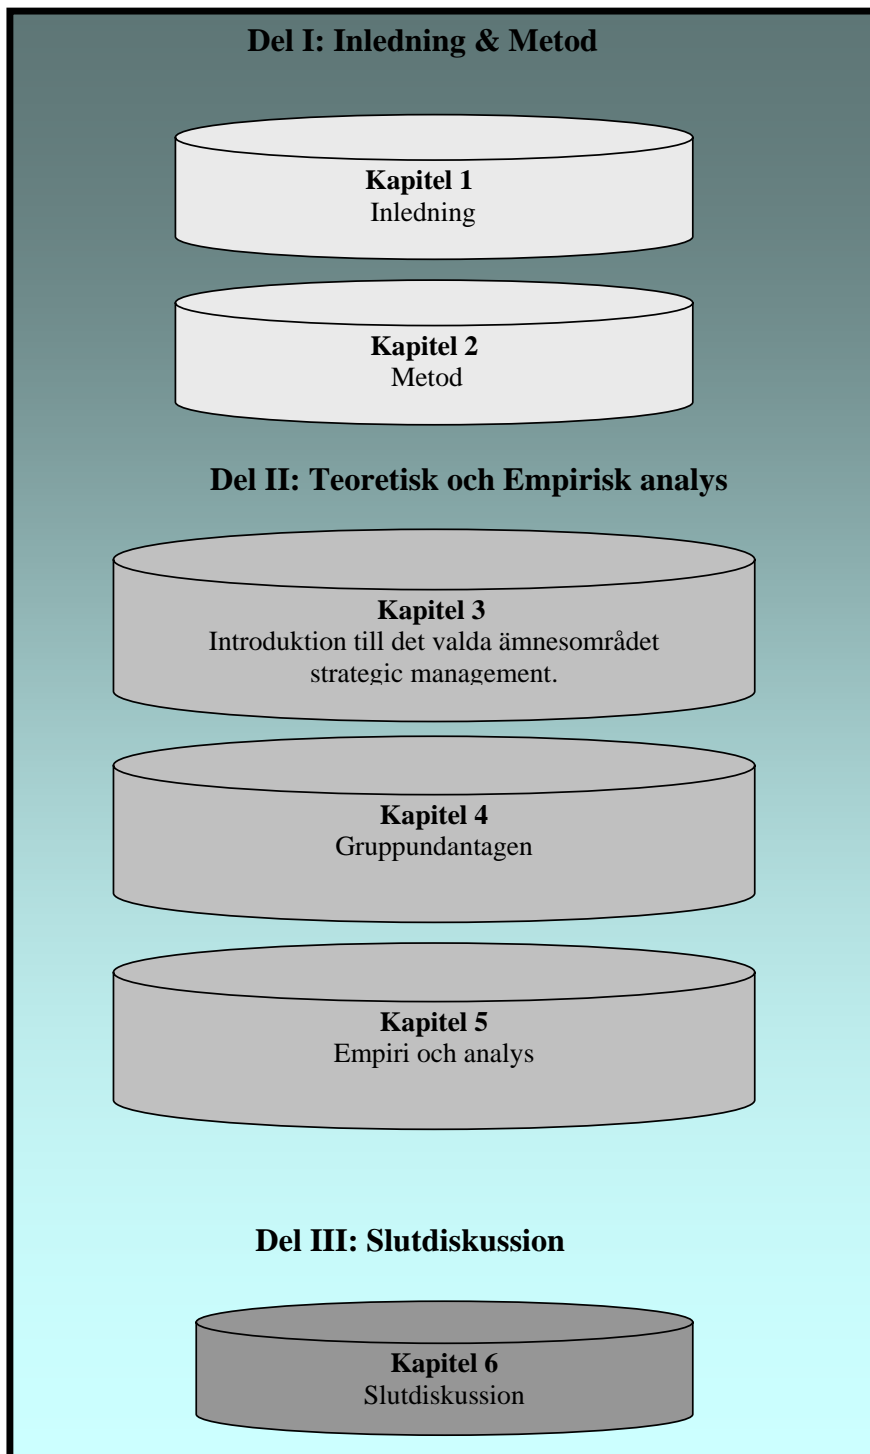 Del I: Inledning & Metod
Kapitel 1
Inledning
Kapitel 2
Metod
Del II: Teoretisk och Empirisk analys
Kapitel 3
Introduktion till det valda ämnesområdet
strategic management.
Kapitel 4
Gruppundantagen
Kapitel 5
Empiri och analys
Del III: Slutdiskussion
Kapitel 6
Slutdiskussion